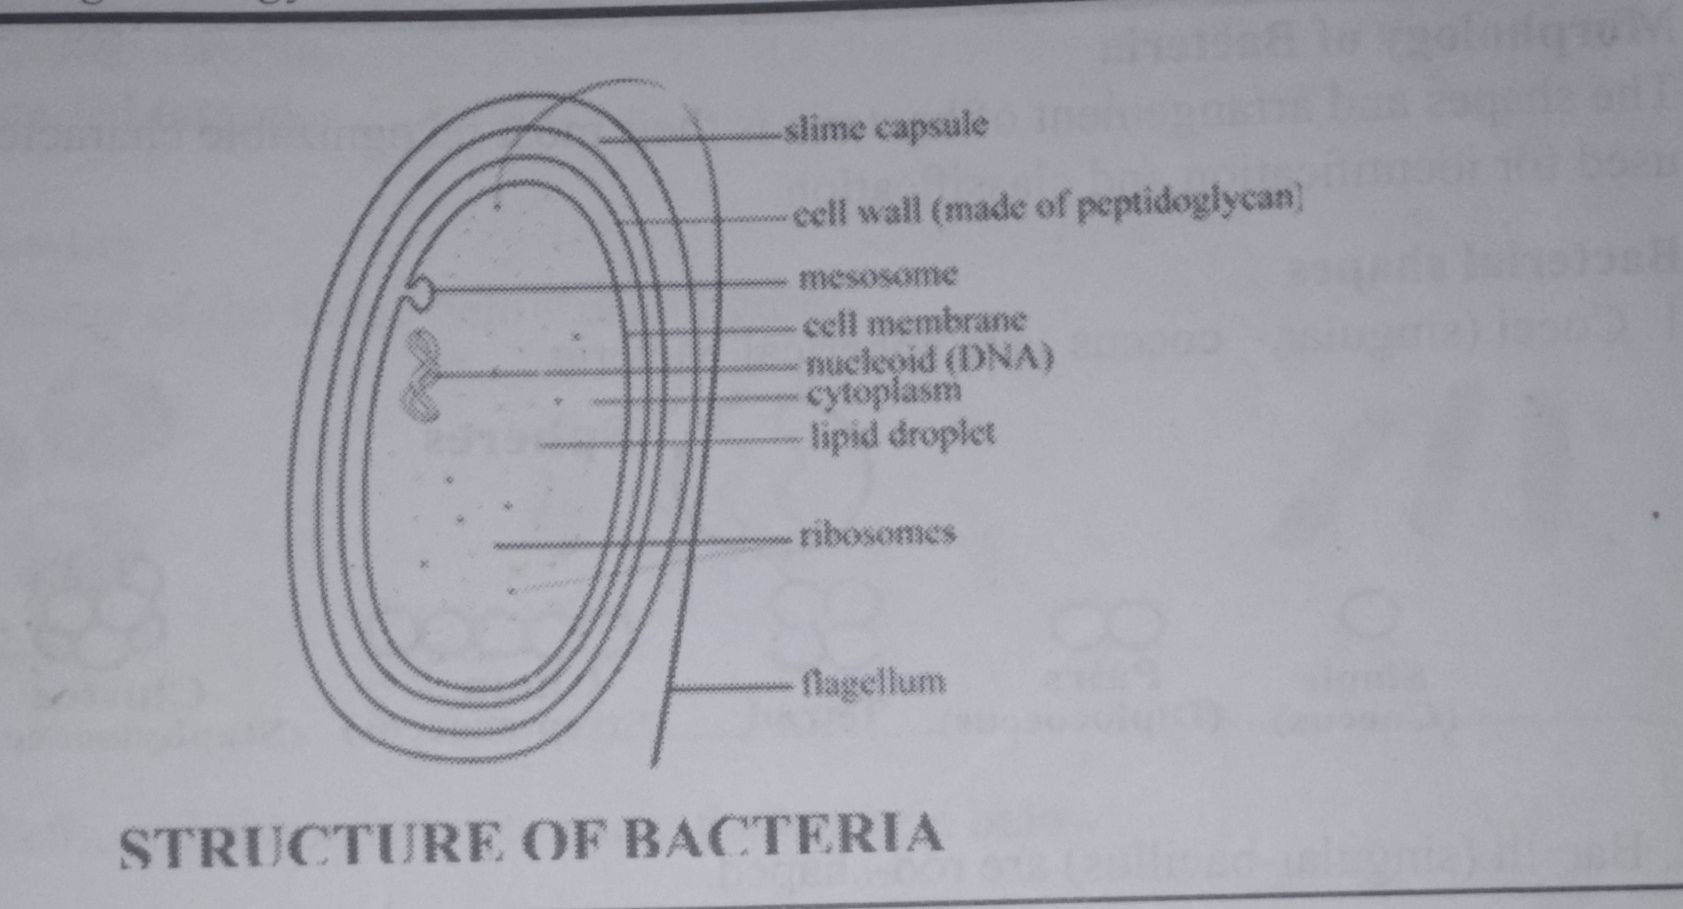 slime capsule
cell wall (made of peptidoglycan)
mesosome
cell membrane
nucleoid (DNA)
cytoplasm
lipid droplet
ribosomes
flagellum
STRUCTURE OF BACTERIA